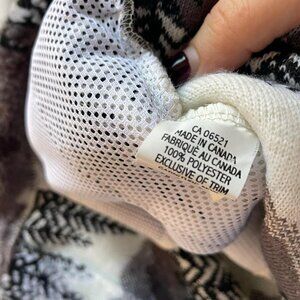 CA 06521
MADE IN CANADA
FABRIQUÉ AU CANADA
100% POLYESTER
EXCLUSIVE OF TRIM